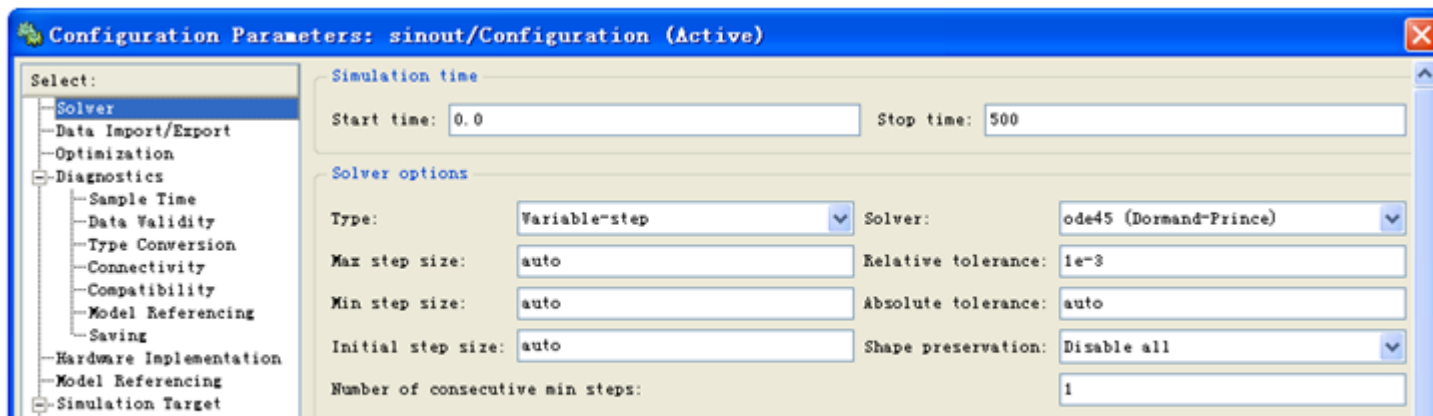 Configuration Parameters: sinout/Configuration (Active)
Select:
Solver
Data Import/Export
Optimization
Diagnostics
Sample Time
Data Validity
Type Conversion
Connectivity
Compatibility
Model Referencing
Saving
Hardware Implementation
Model Referencing
Simulation Target
Simulation time
Start time: 0.0 Stop time: 500
Solver options
Type: Variable-step Solver: ode45 (Dormand-Prince)
Max step size: auto Relative tolerance: 1e-3
Min step size: auto Absolute tolerance: auto
Initial step size: auto Shape preservation: Disable all
Number of consecutive min steps: 1